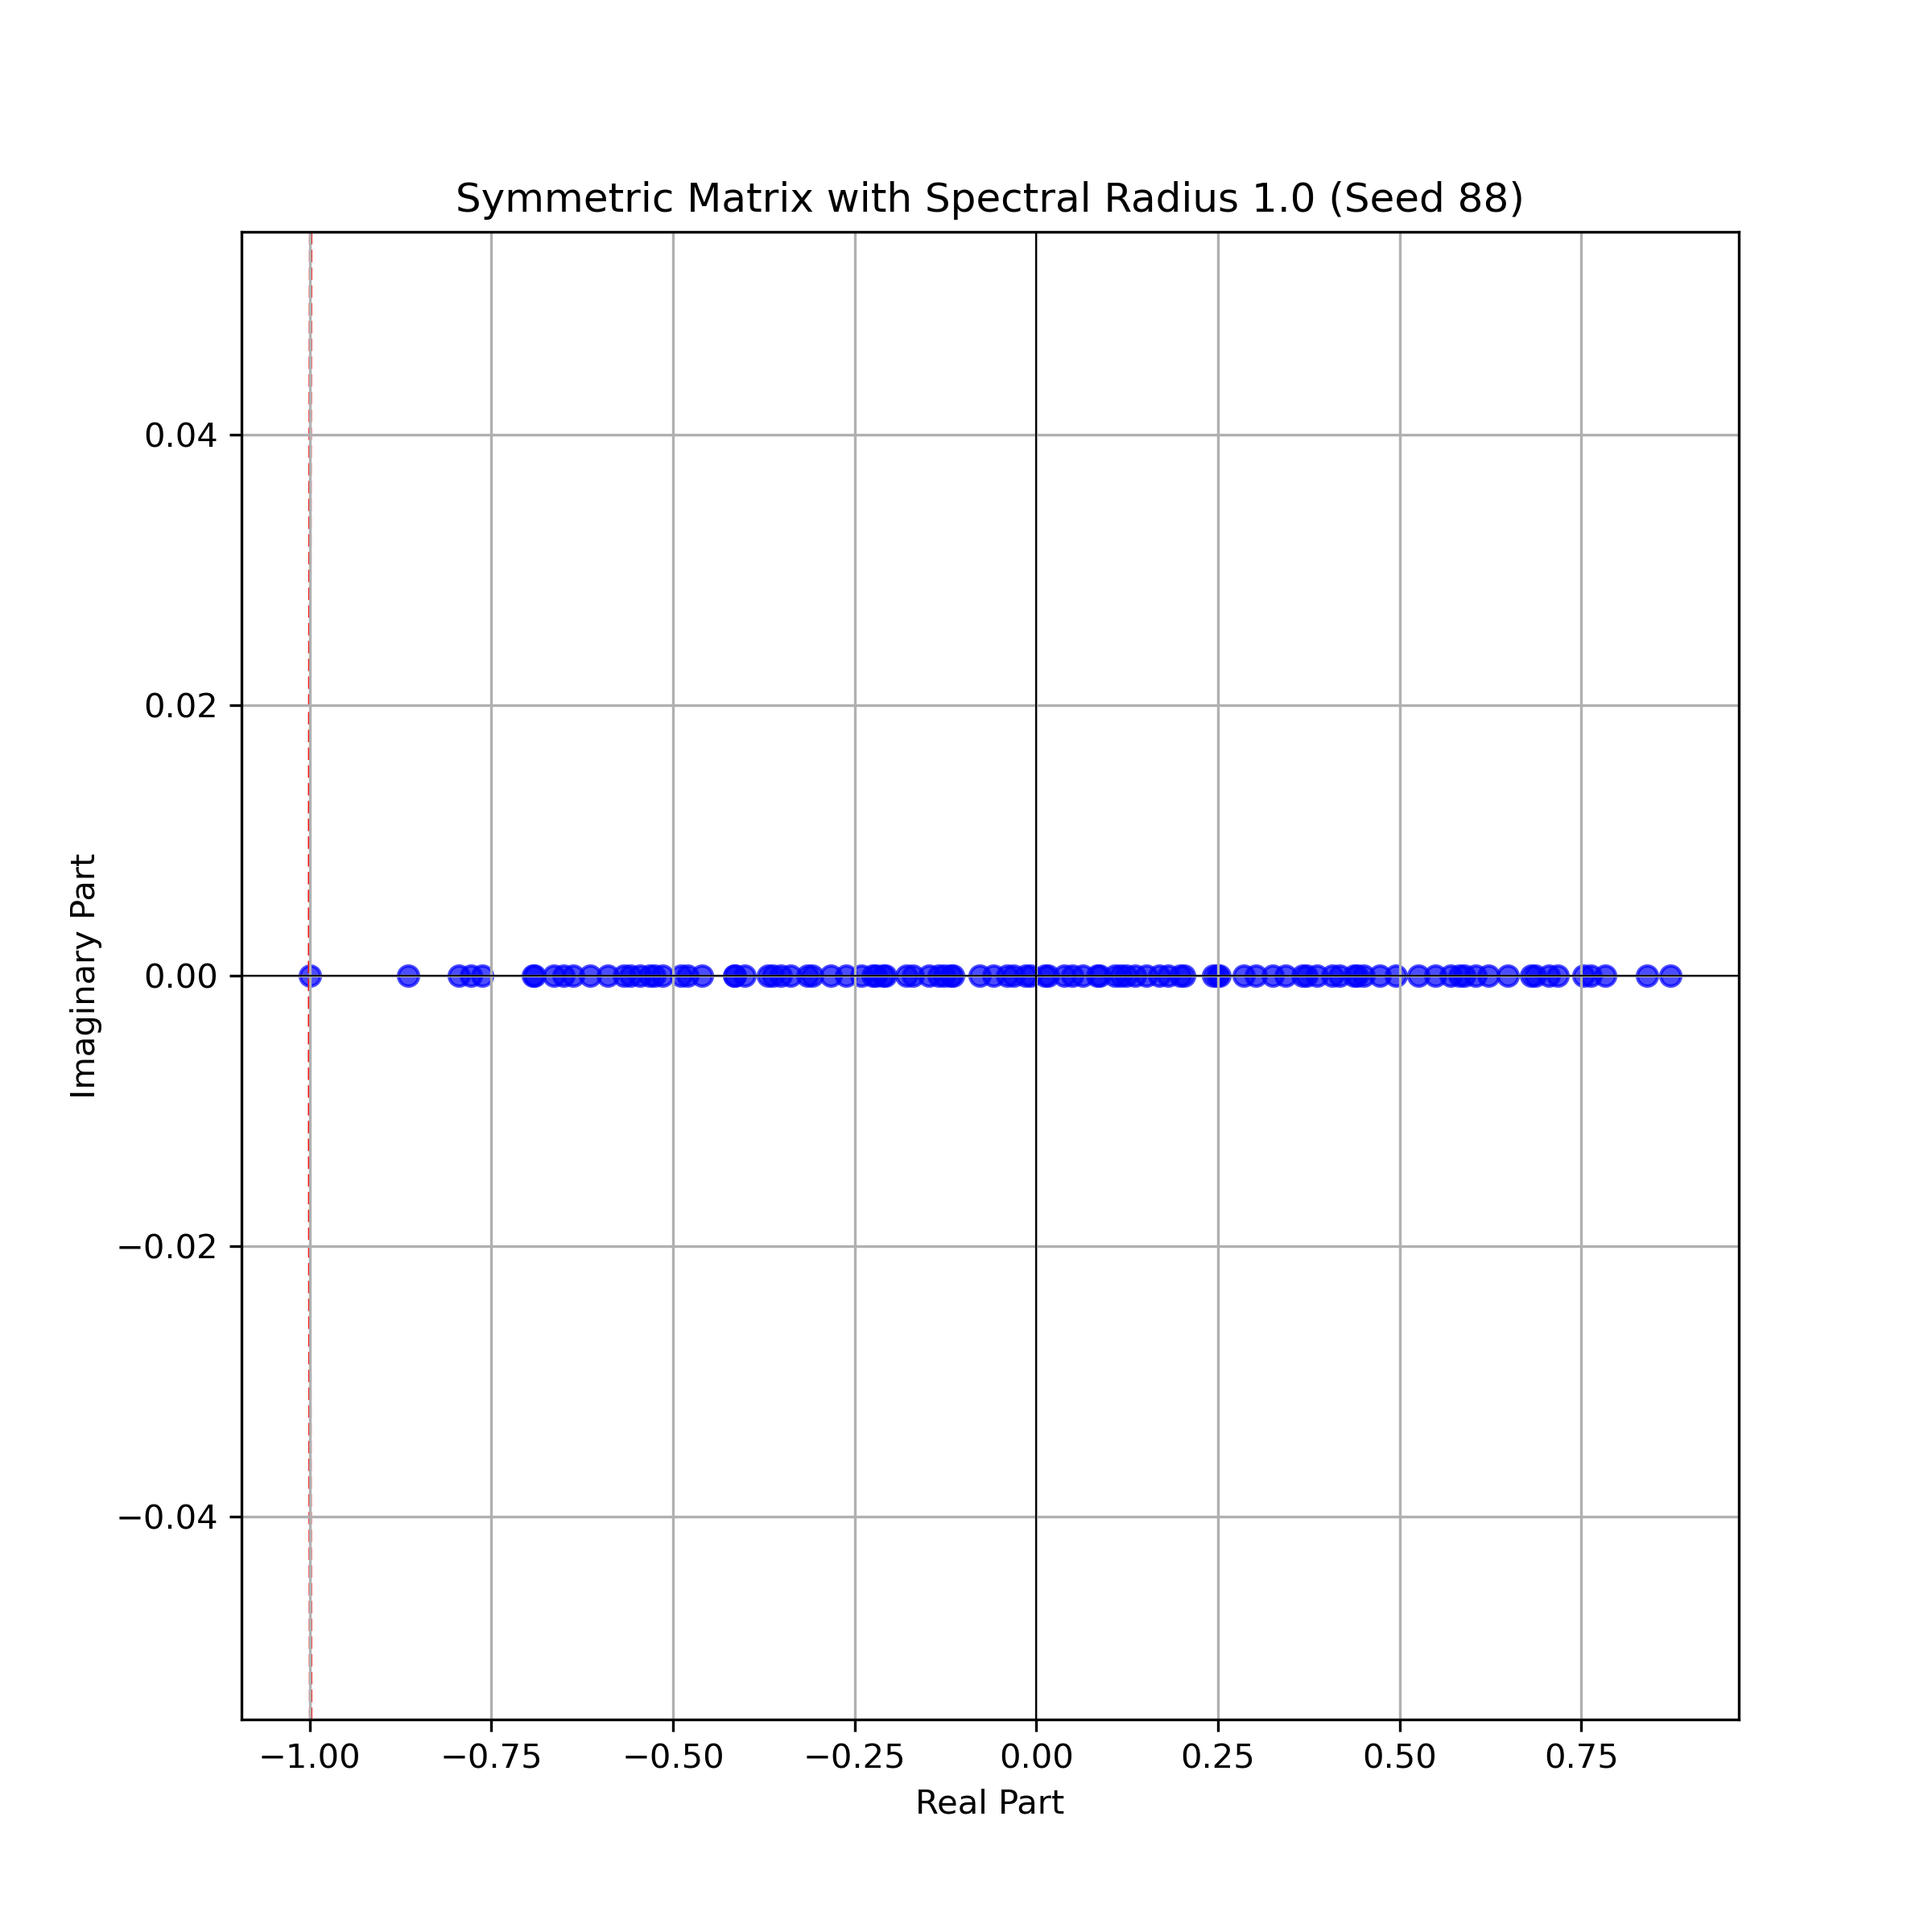 Symmetric Matrix with Spectral Radius 1.0 (Seed 88)
0.04
0.02
0.00
−0.02
−0.04
Imaginary Part
−1.00 −0.75 −0.50 −0.25 0.00 0.25 0.50 0.75
Real Part